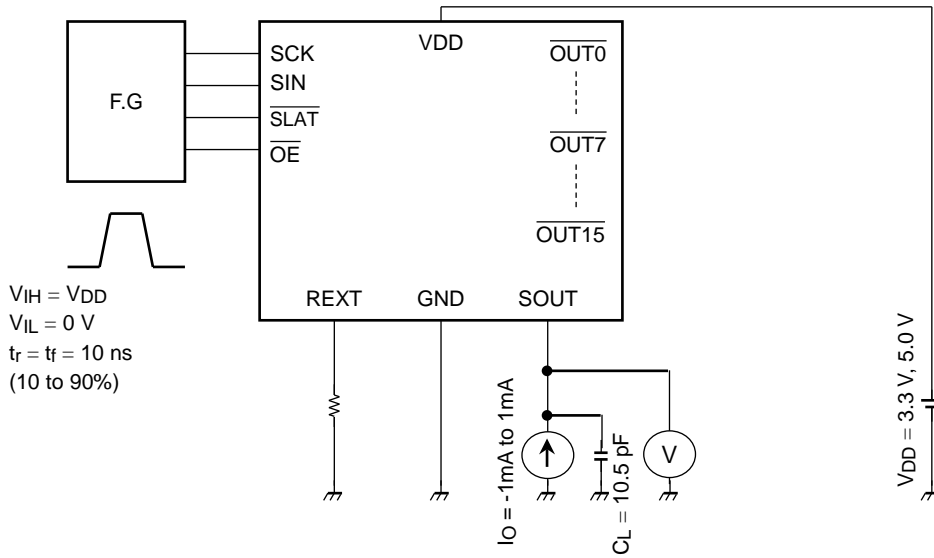 F.G
SCK
SIN
SLAT
OE
VDD
OUT0
OUT7
OUT15
REXT
GND
SOUT
VIH = VDD
VIL = 0 V
tr = tf = 10 ns
(10 to 90%)
IO = -1mA to 1mA
CL = 10.5 pF
V
VDD = 3.3 V, 5.0 V